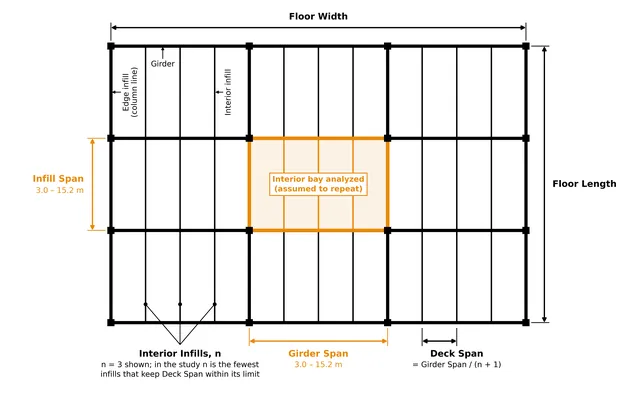 Floor Width
Girder
Edge infill
(column line)
Interior infill
Infill Span
3.0 – 15.2 m
Interior bay analyzed
(assumed to repeat)
Floor Length
Interior Infills, n
n = 3 shown; in the study n is the fewest
infills that keep Deck Span within its limit
Girder Span
3.0 – 15.2 m
Deck Span
= Girder Span / (n + 1)